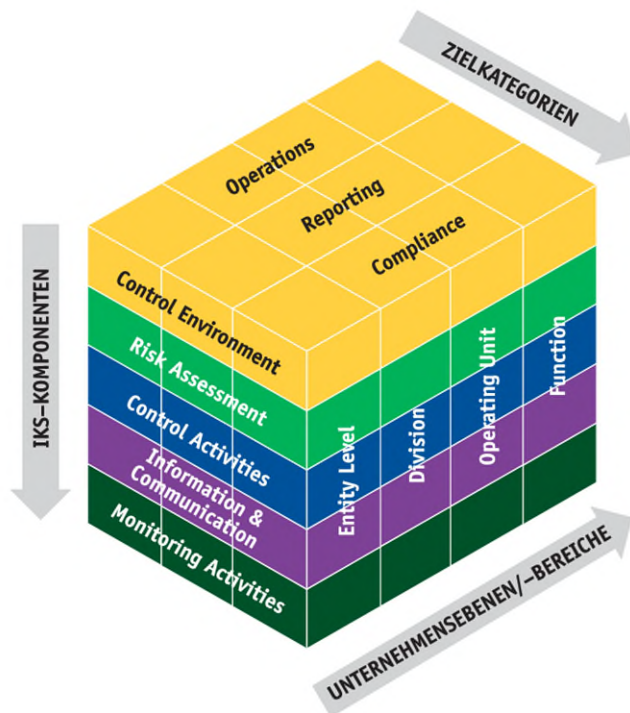 ZIELKATEGORIEN
Operations
Reporting
Compliance
IKS–KOMPONENTEN
Control Environment
Risk Assessment
Control Activities
Information &
Communication
Monitoring Activities
Entity Level
Division
Operating Unit
Function
UNTERNEHMENSEBENEN/–BEREICHE